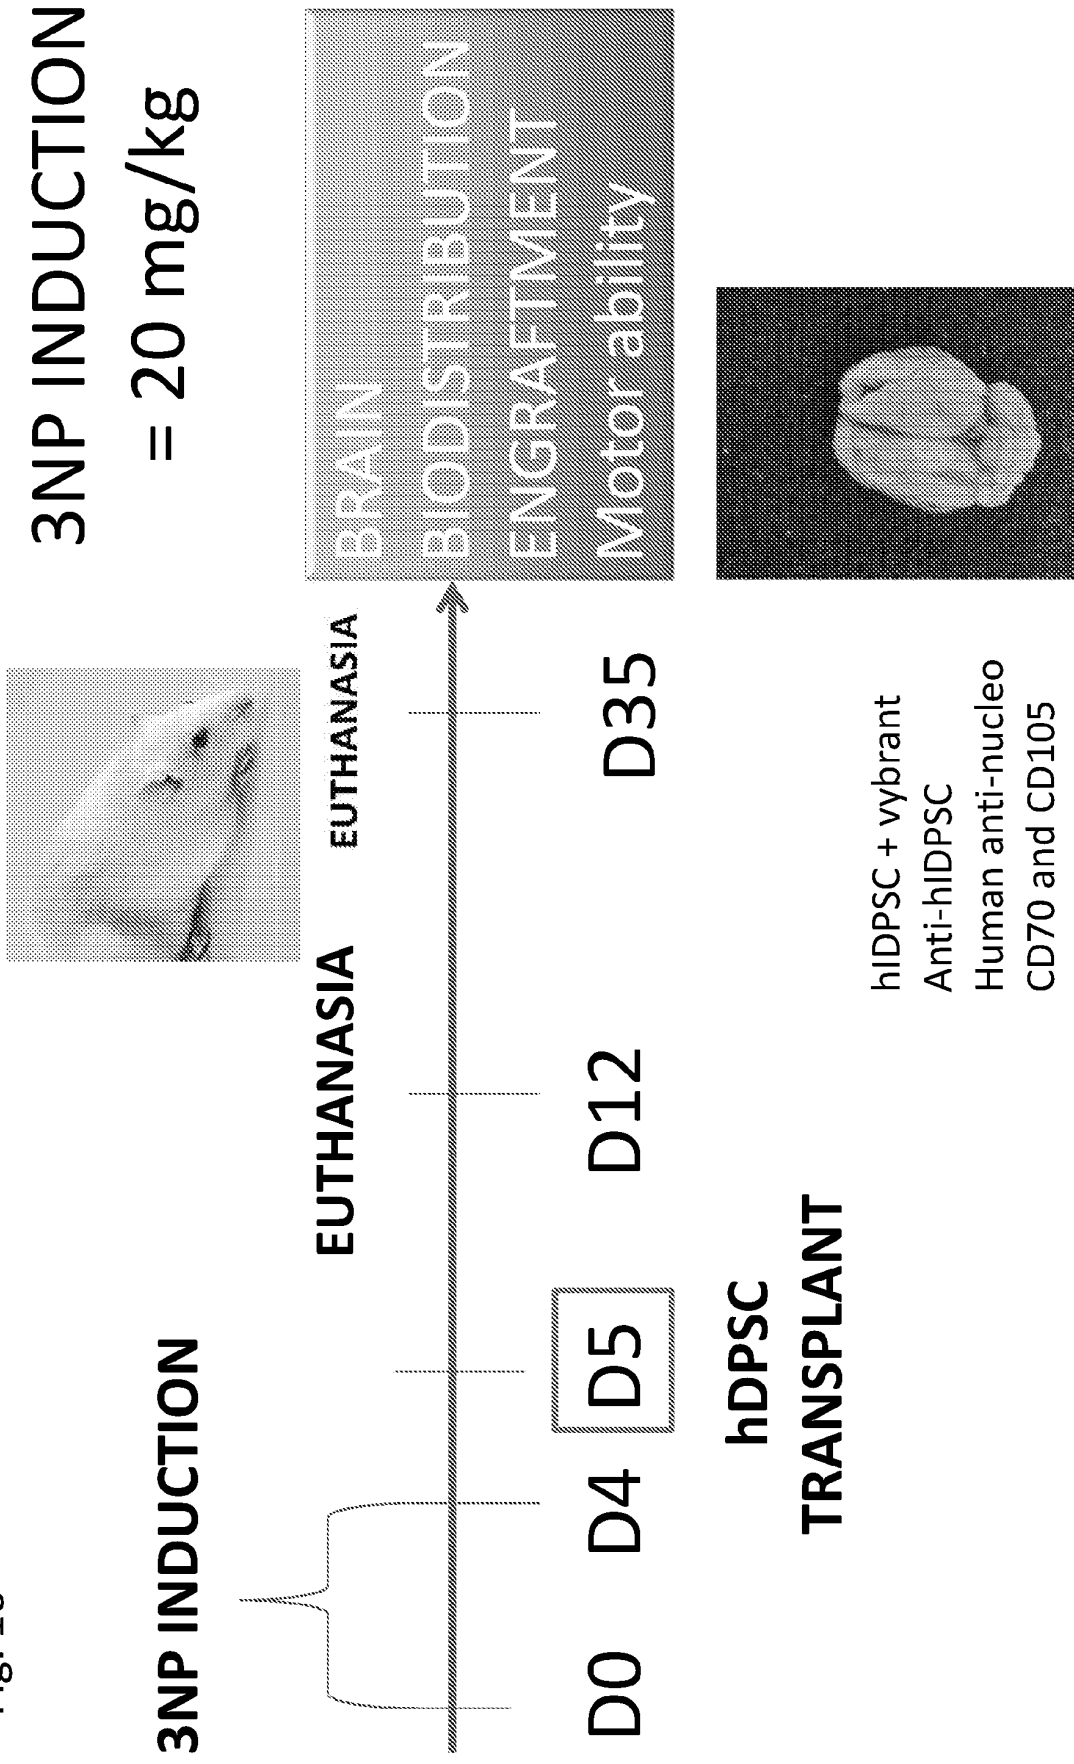 3NP INDUCTION
3NP INDUCTION
= 20 mg/kg
EUTHANASIA
EUTHANASIA
BRAIN
BIODISTRIBUTION
ENGRAFTMENT
Motor ability
D0
D4
D5
D12
D35
hDPSC
TRANSPLANT
hIDPSC + vybrant
Anti-hIDPSC
Human anti-nucleo
CD70 and CD105